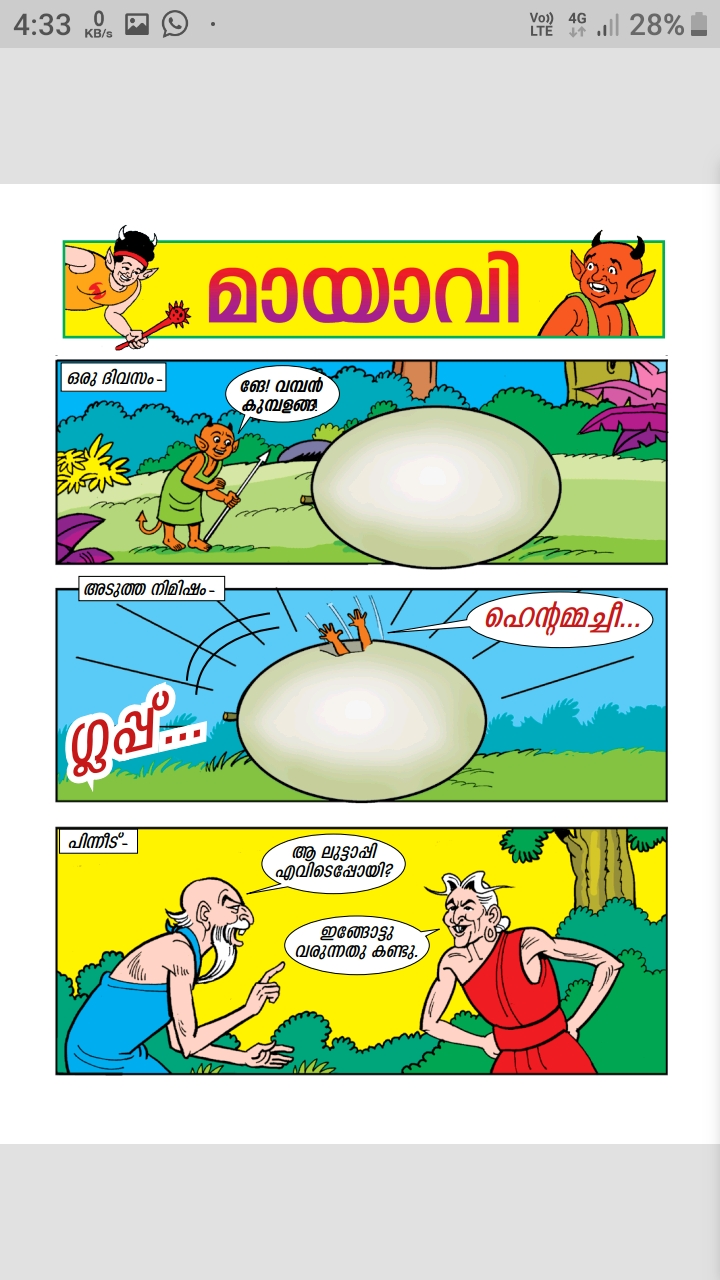 4:33
0
KB/s
Vo))
LTE
4G
28%
മായാവി
ഒരു ദിവസം-
ങേ! വമ്പൻ
കുമ്പളങ്ങ!
അടുത്ത നിമിഷം-
ഹെന്റമ്മച്ചീ...
ഗ്ലപ്പ്...
പിന്നീട്-
ആ ലുട്ടാപ്പി
എവിടെപ്പോയി?
ഇങ്ങോട്ടു
വരുന്നതു കണ്ടു.